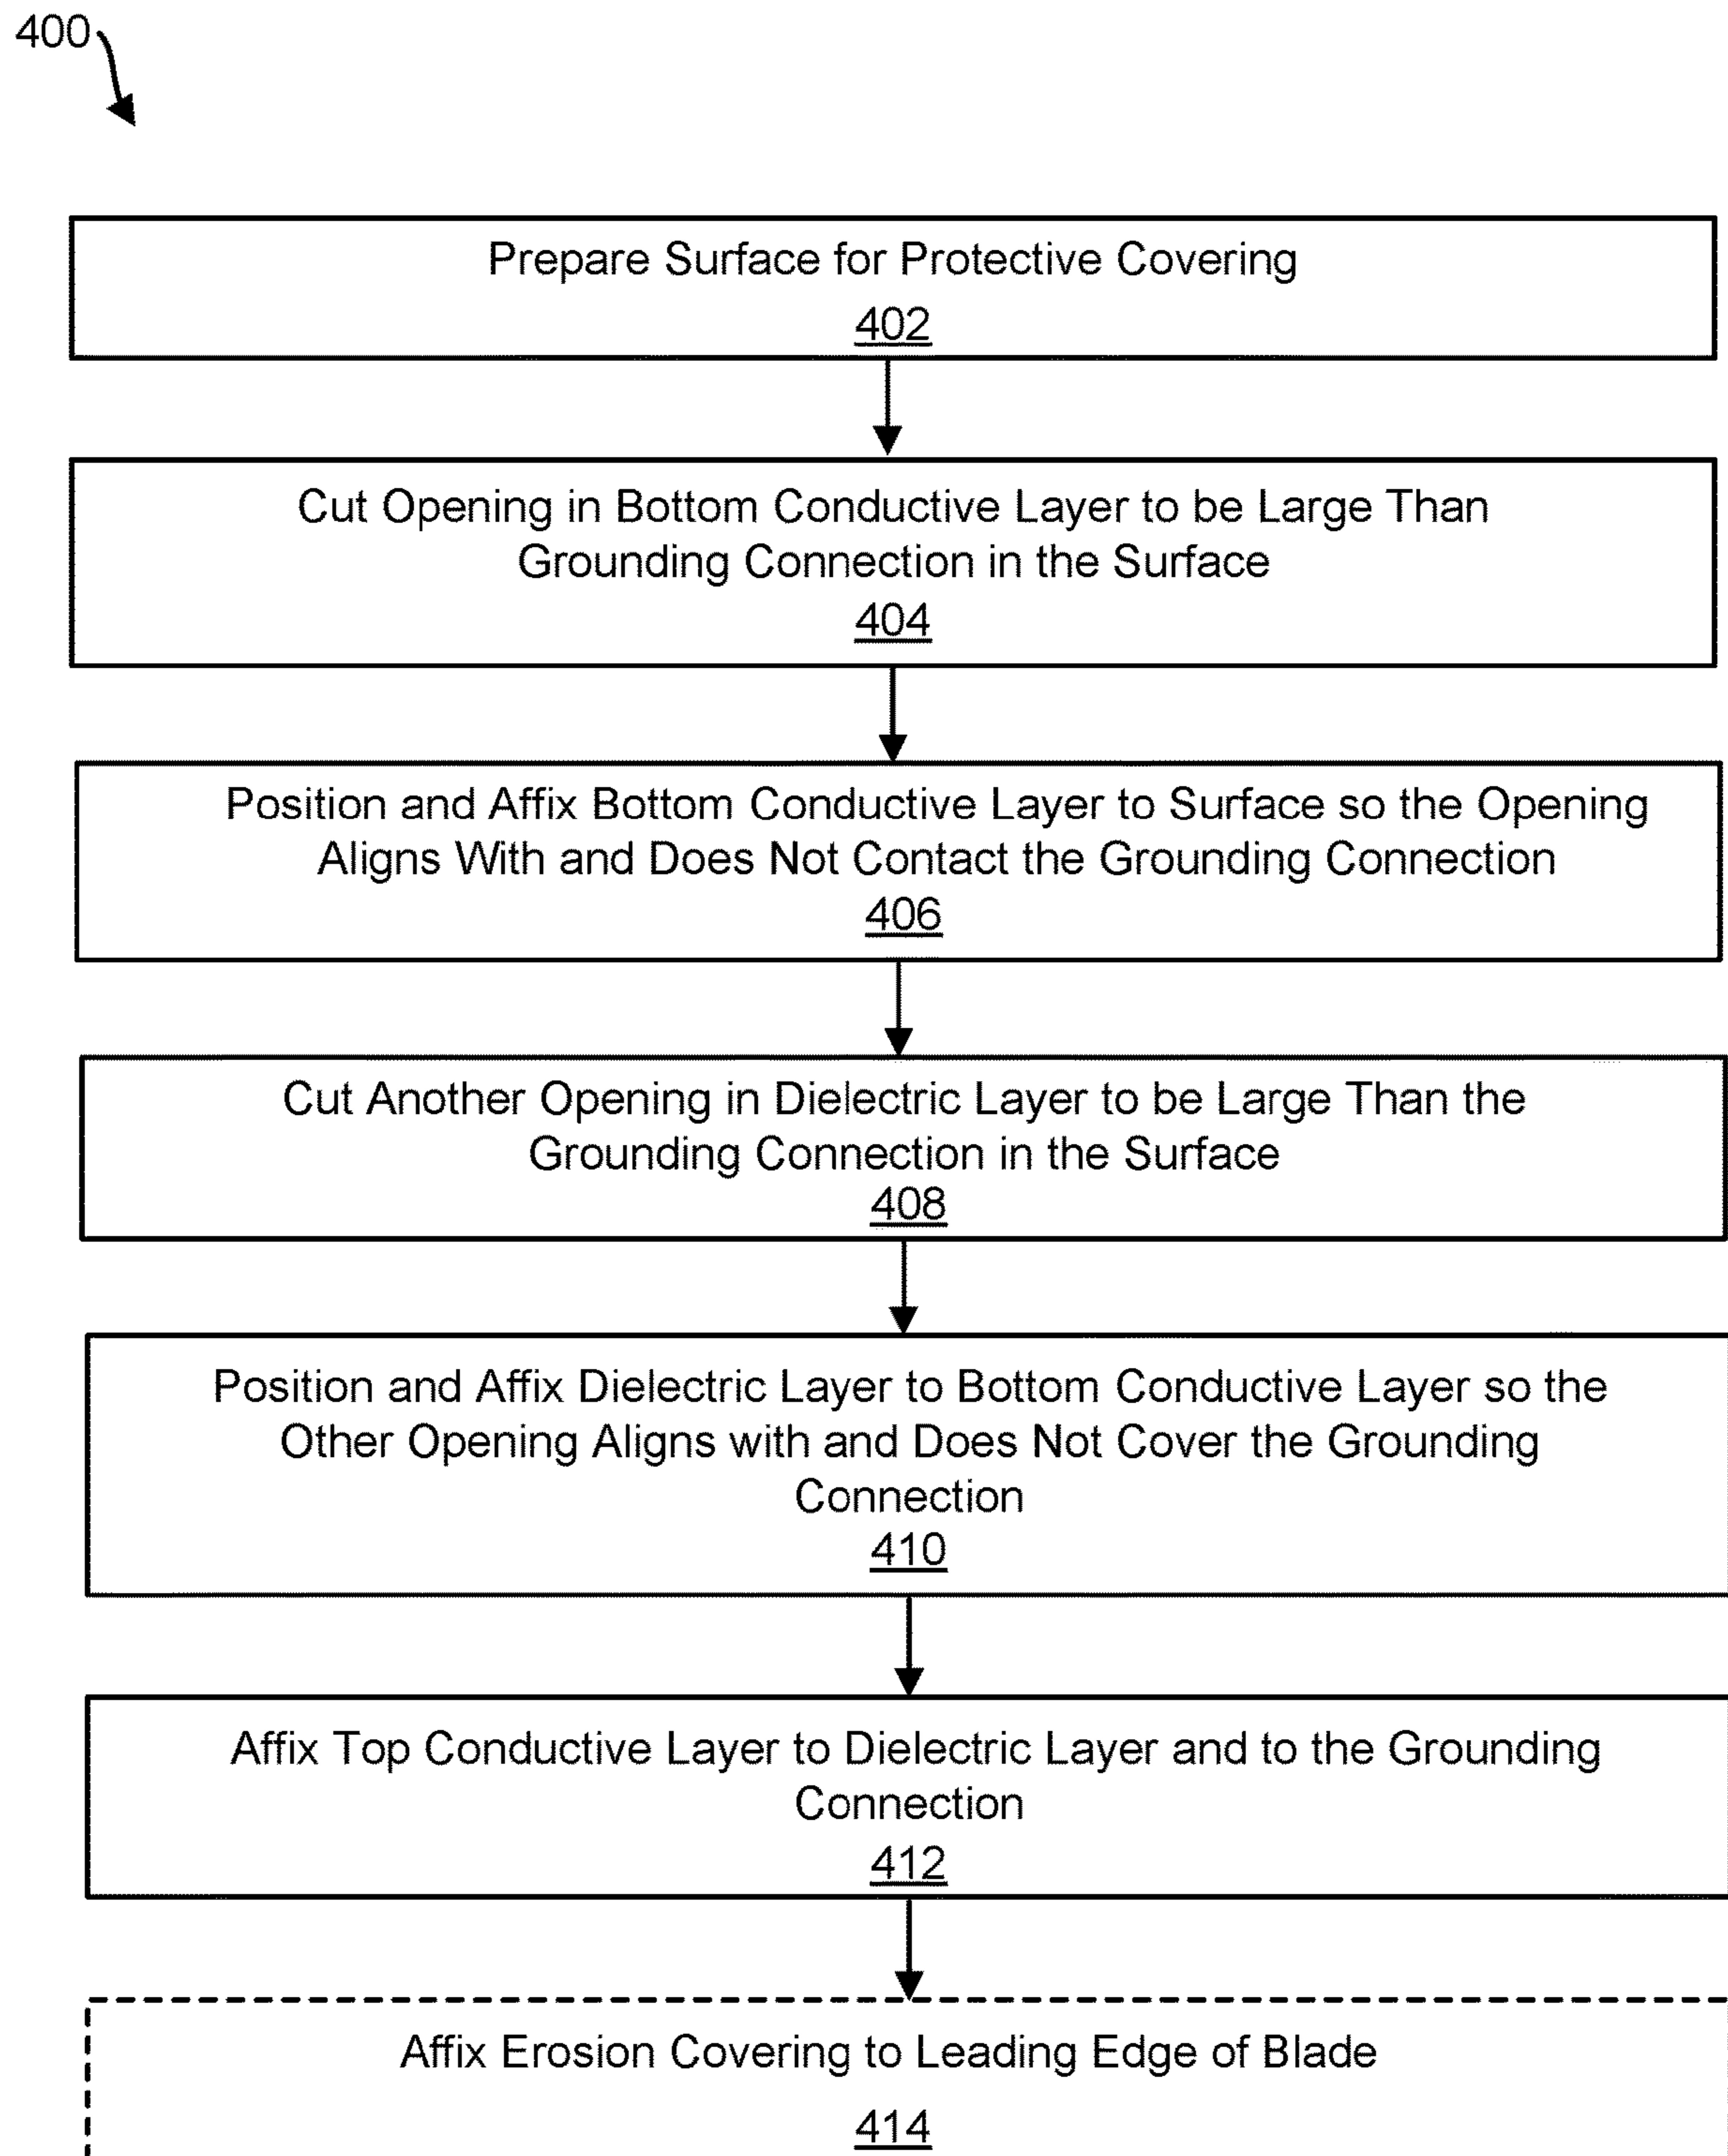 400
Prepare Surface for Protective Covering
402
Cut Opening in Bottom Conductive Layer to be Large Than
Grounding Connection in the Surface
404
Position and Affix Bottom Conductive Layer to Surface so the Opening
Aligns With and Does Not Contact the Grounding Connection
406
Cut Another Opening in Dielectric Layer to be Large Than the
Grounding Connection in the Surface
408
Position and Affix Dielectric Layer to Bottom Conductive Layer so the
Other Opening Aligns with and Does Not Cover the Grounding
Connection
410
Affix Top Conductive Layer to Dielectric Layer and to the Grounding
Connection
412
Affix Erosion Covering to Leading Edge of Blade
414